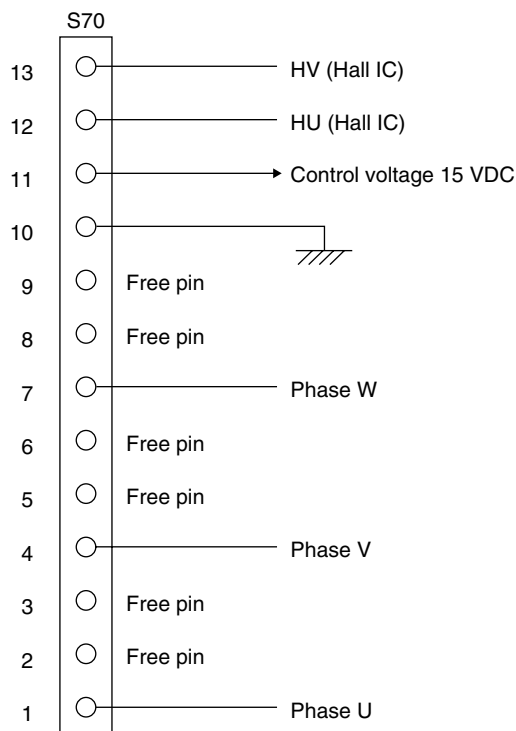 S70
13 HV (Hall IC)
12 HU (Hall IC)
11 Control voltage 15 VDC
10
9 Free pin
8 Free pin
7 Phase W
6 Free pin
5 Free pin
4 Phase V
3 Free pin
2 Free pin
1 Phase U